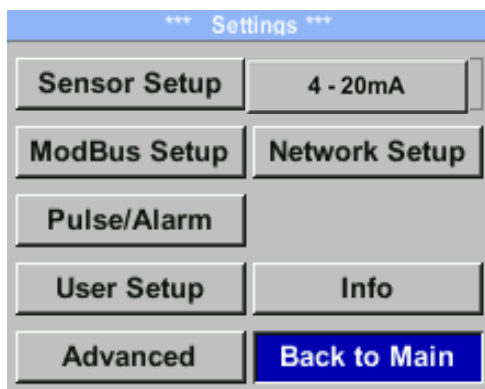 *** Settings ***
Sensor Setup
4 - 20mA
ModBus Setup
Network Setup
Pulse/Alarm
User Setup
Info
Advanced
Back to Main